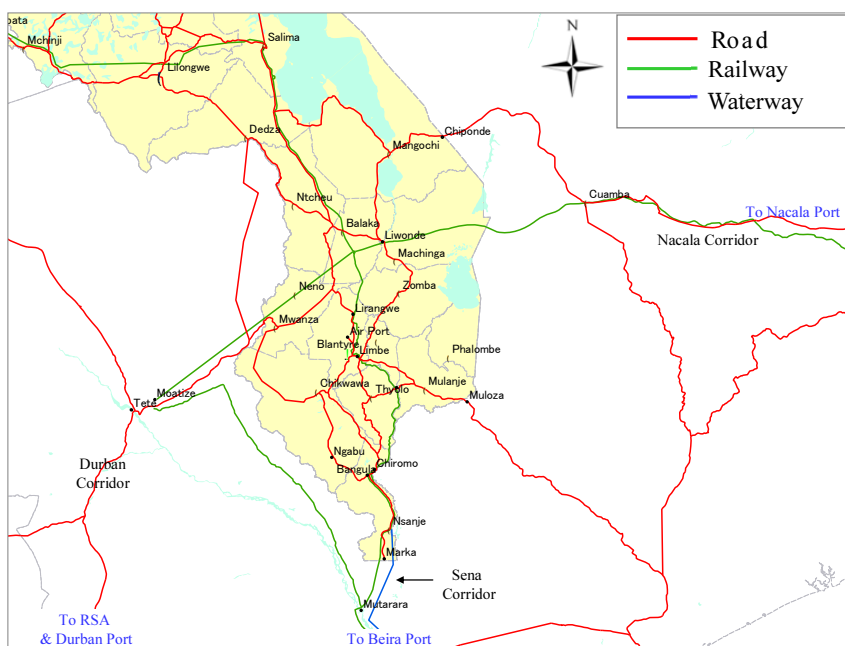 pata
Mchinji
Salima
Lilongwe
N
Road
Railway
Waterway
Dedza
Chiponde
Mangochi
Ntcheu
Cuamba
Balaka
To Nacala Port
Liwonde
Nacala Corridor
Machinga
Neno
Zomba
Lirangwe
Mwanza
Air Port
Blantyre
Limbe
Phalombe
Chikwawa
Thyolo
Mulanje
Moatize
Muloza
Tete
Ngabu
Durban
Corridor
Bangula
Chiromo
Nsanje
Marka
Sena
Corridor
Mutarara
To RSA
& Durban Port
To Beira Port